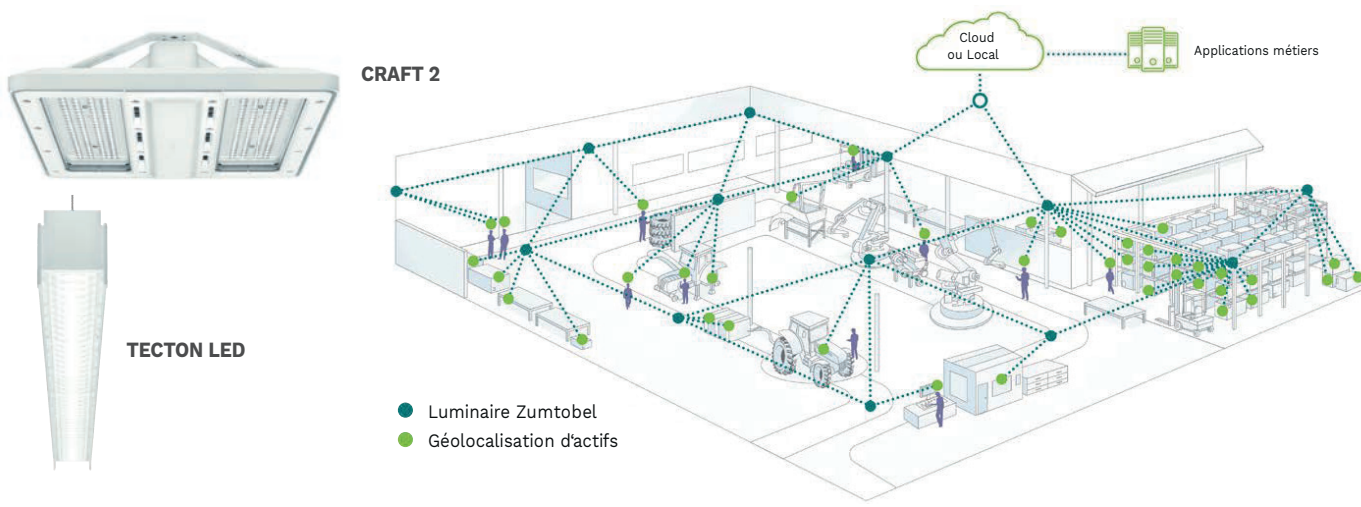 CRAFT 2
TECTON LED
Cloud
ou Local
Applications métiers
Luminaire Zumtobel
Géolocalisation d'actifs